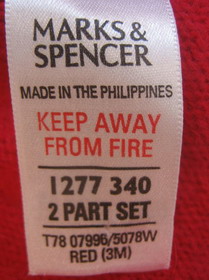 MARKS &
SPENCER
MADE IN THE PHILIPPINES
KEEP AWAY
FROM FIRE
1277 340
2 PART SET
T78 07996/5078W
RED (3M)